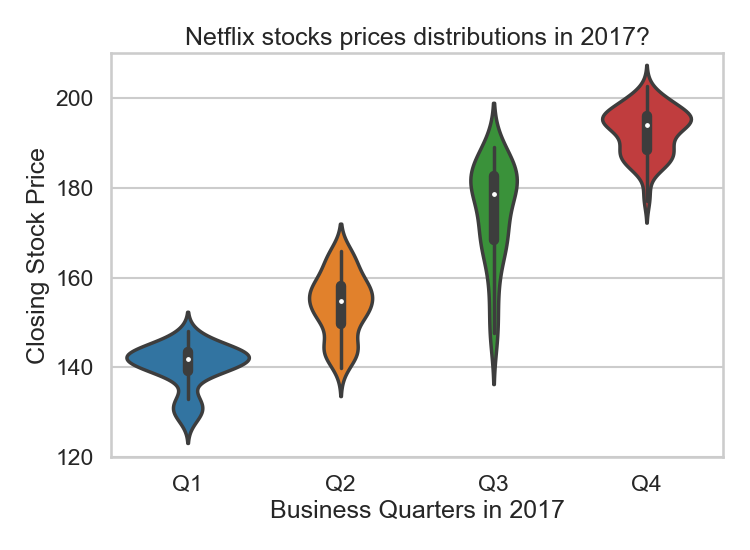 Netflix stocks prices distributions in 2017?
Closing Stock Price
200
180
160
140
120
Q1 Q2 Q3 Q4
Business Quarters in 2017